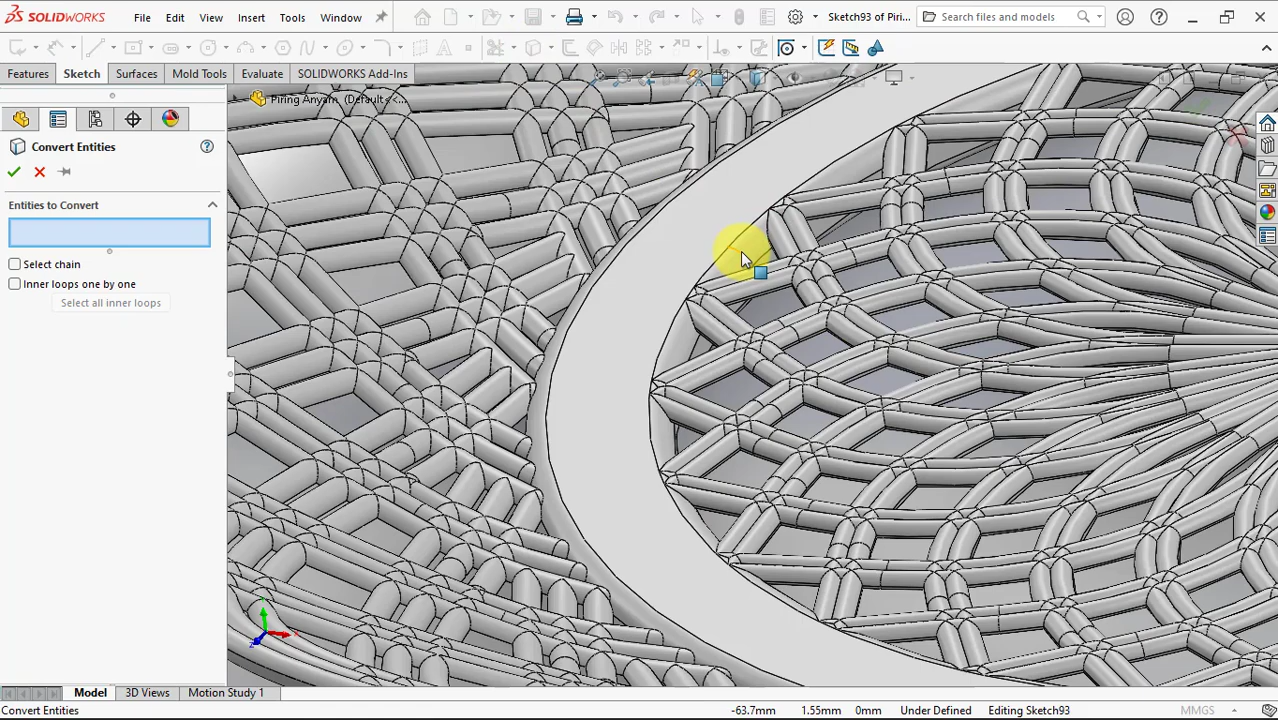 SOLIDWORKS
File
Edit
View
Insert
Tools
Window
Sketch93 of Piri...
Search files and models
Features
Sketch
Surfaces
Mold Tools
Evaluate
SOLIDWORKS Add-Ins
Piring Anyam (Default<<...
Convert Entities
Entities to Convert
Select chain
Inner loops one by one
Select all inner loops
Model
3D Views
Motion Study 1
Convert Entities
-63.7mm
1.55mm
0mm
Under Defined
Editing Sketch93
MMGS